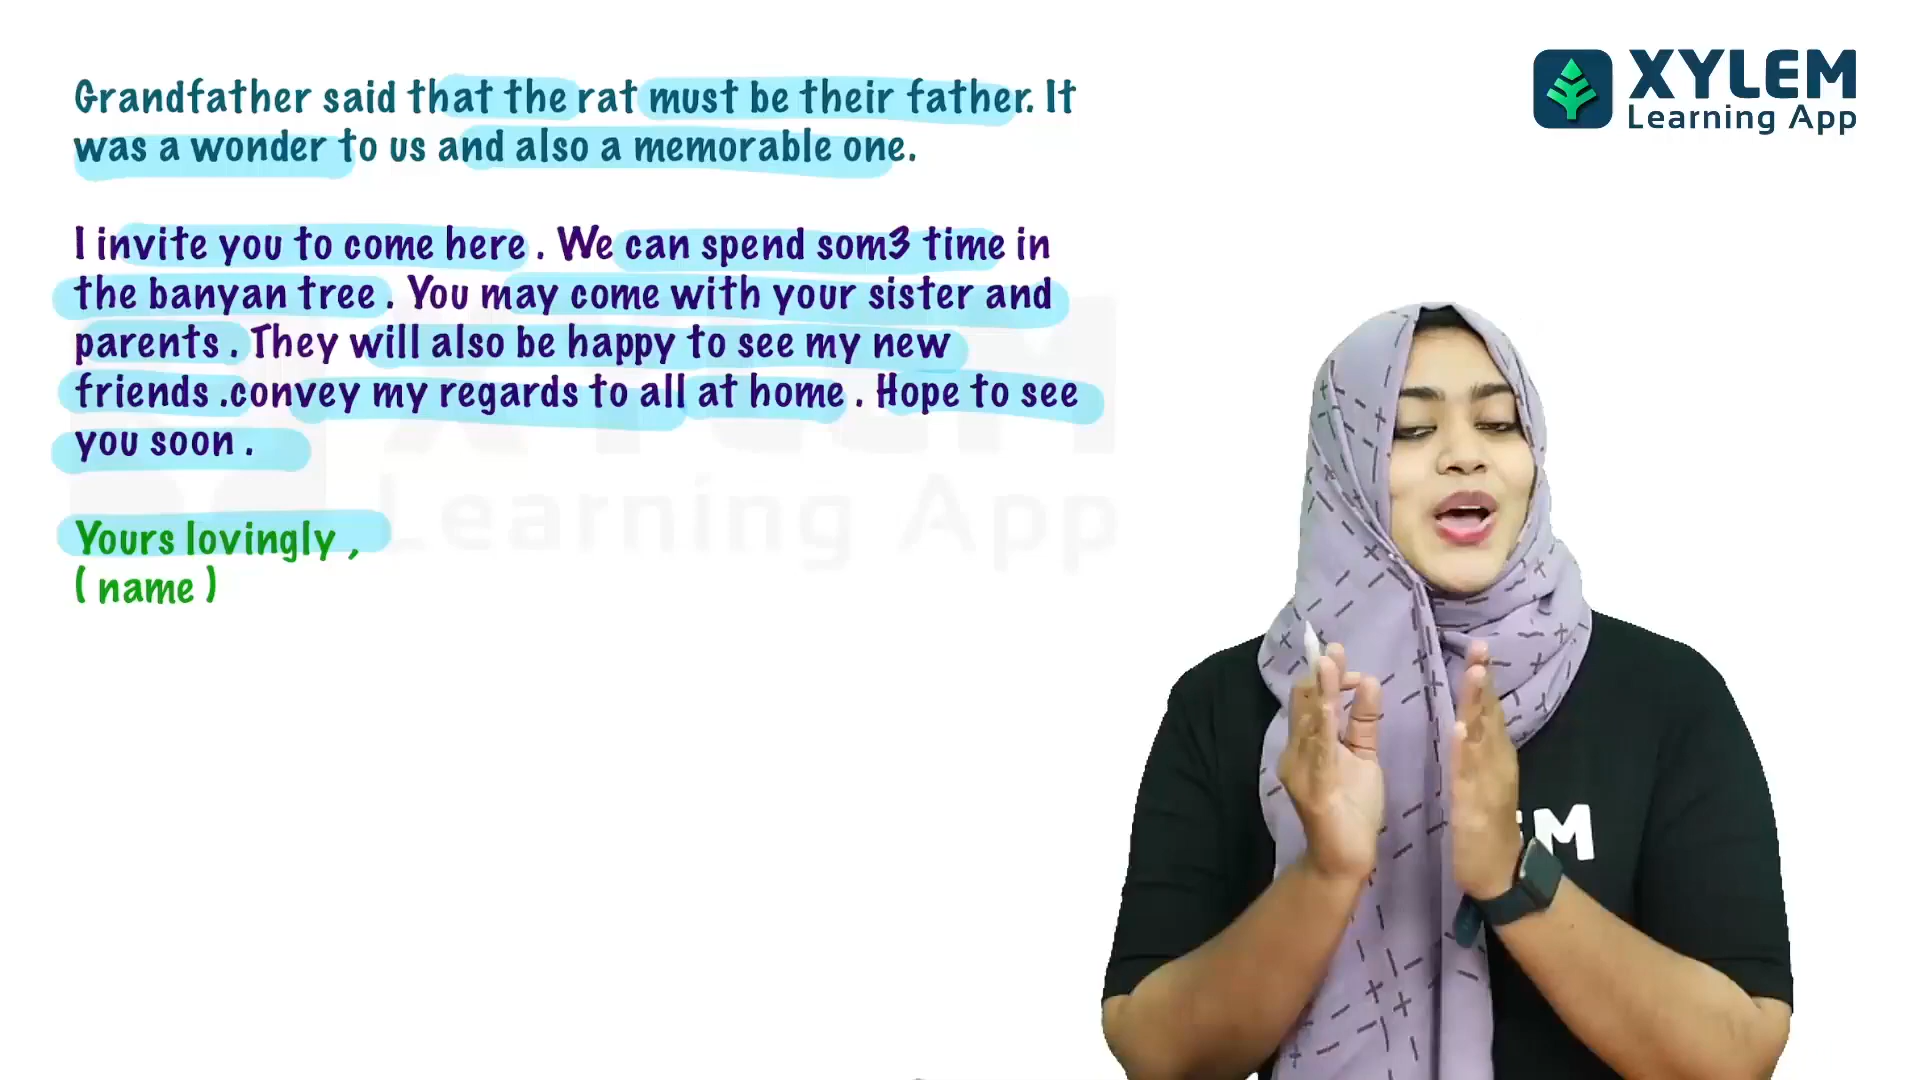 Grandfather said that the rat must be their father. It
was a wonder to us and also a memorable one.
I invite you to come here . We can spend som3 time in
the banyan tree . You may come with your sister and
parents . They will also be happy to see my new
friends .convey my regards to all at home . Hope to see
you soon .
Yours lovingly ,
( name )
XYLEM
Learning App
Learning App